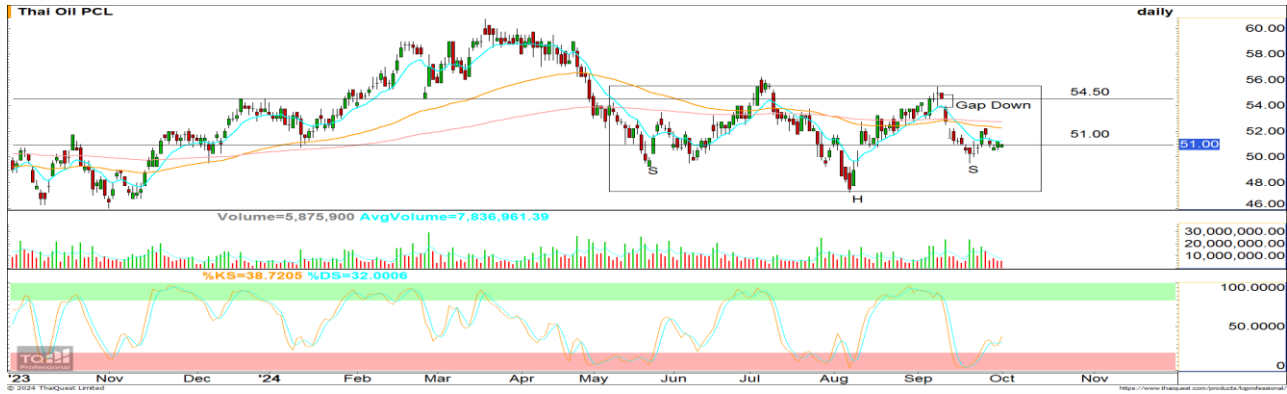 Thai Oil PCL daily
60.00
58.00
56.00
54.50
54.00
Gap Down
52.00
51.00
51.00
50.00
S
S
48.00
H
46.00
Volume=5,875,900 AvgVolume=7,836,961.39
30,000,000.00
20,000,000.00
10,000,000.00
%KS=38.7205 %DS=32.0006
100.0000
50.0000
TQ
Professional
0
'23 Nov Dec '24 Feb Mar Apr May Jun Jul Aug Sep Oct Nov
© 2024 ThaiQuest Limited https://www.thaiquest.com/products/tqprofessional/